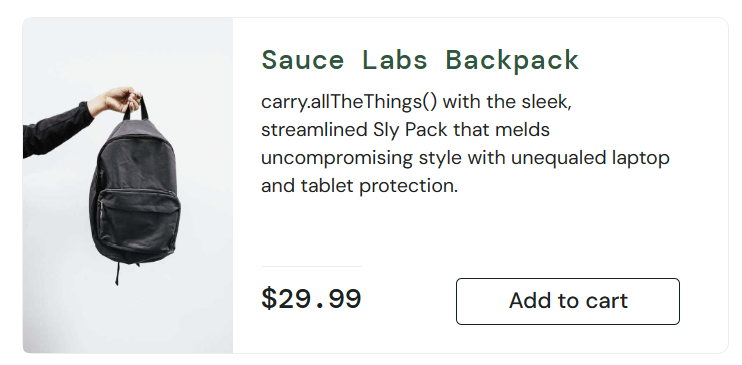 Sauce Labs Backpack
carry.allTheThings() with the sleek,
streamlined Sly Pack that melds
uncompromising style with unequaled laptop
and tablet protection.
$29.99
Add to cart